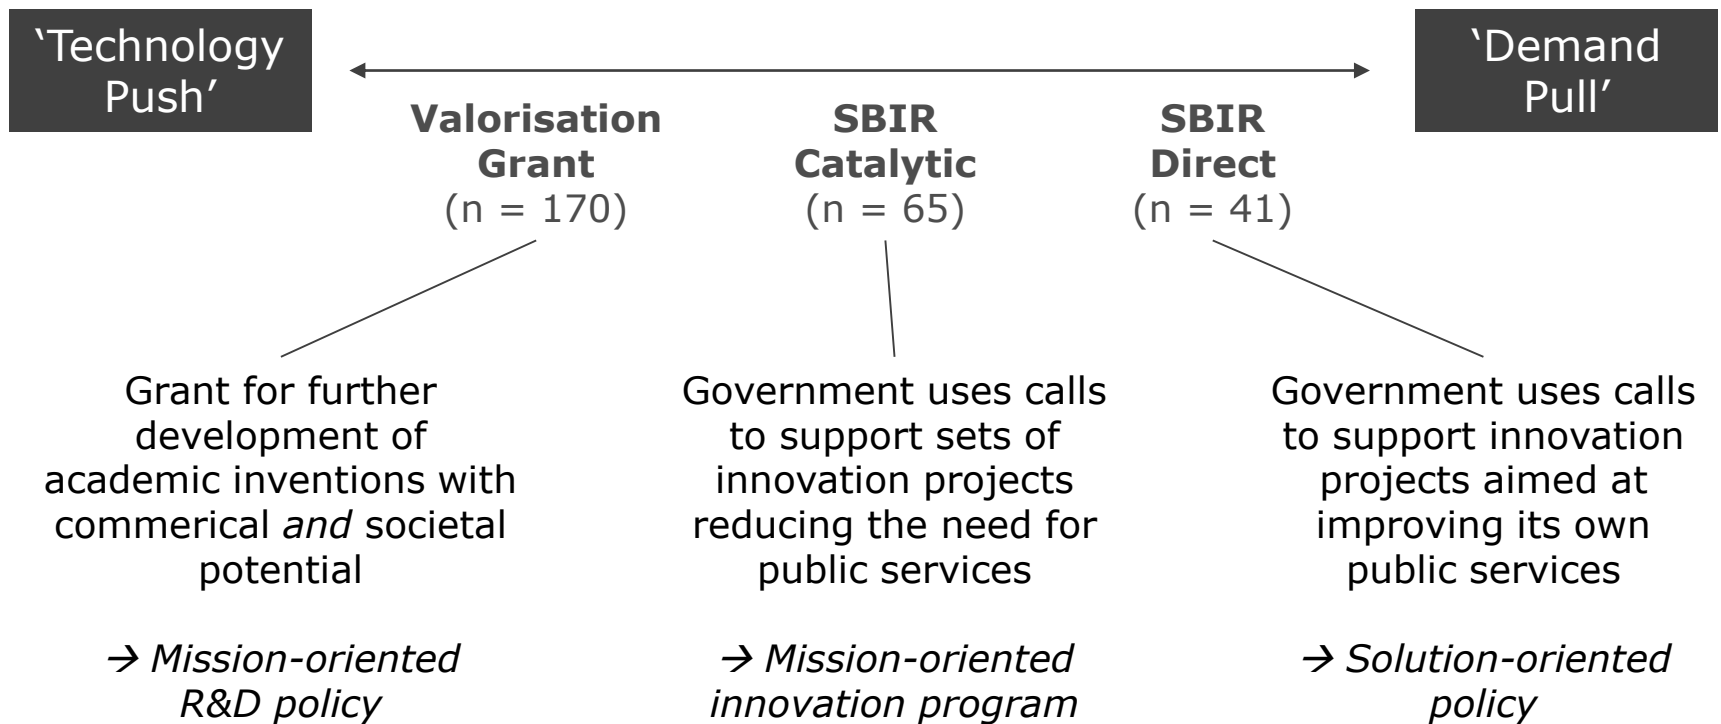 ‘Technology
Push’
‘Demand
Pull’
Valorisation
Grant
(n = 170)
SBIR
Catalytic
(n = 65)
SBIR
Direct
(n = 41)
Grant for further
development of
academic inventions with
commerical and societal
potential
→ Mission-oriented
R&D policy
Government uses calls
to support sets of
innovation projects
reducing the need for
public services
→ Mission-oriented
innovation program
Government uses calls
to support innovation
projects aimed at
improving its own
public services
→ Solution-oriented
policy